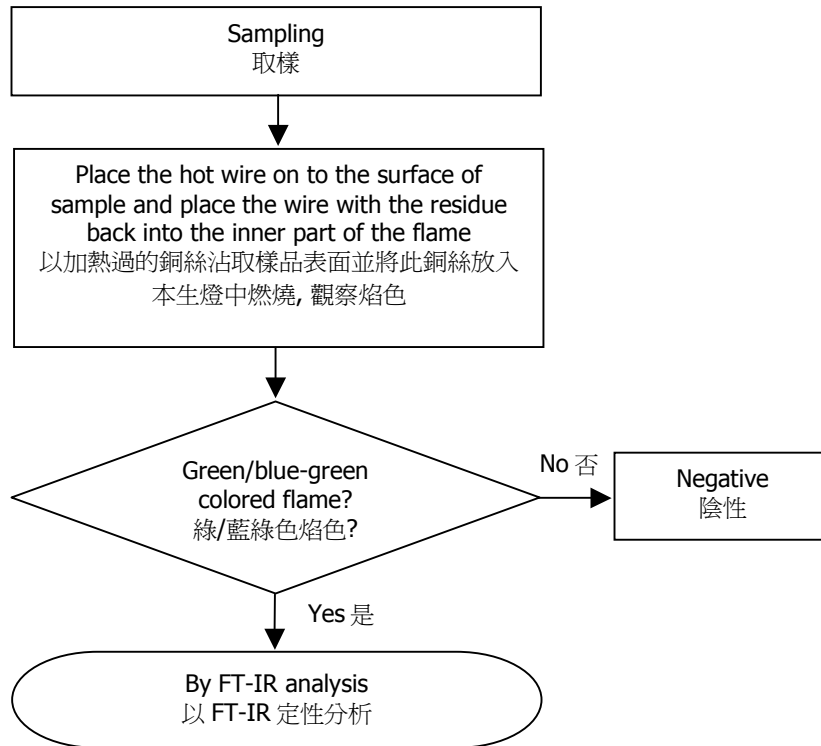 Sampling
取樣
Place the hot wire on to the surface of
sample and place the wire with the residue
back into the inner part of the flame
以加熱過的銅絲沾取樣品表面並將此銅絲放入
本生燈中燃燒, 觀察焰色
Green/blue-green
colored flame?
綠/藍綠色焰色?
No 否
Negative
陰性
Yes 是
By FT-IR analysis
以 FT-IR 定性分析